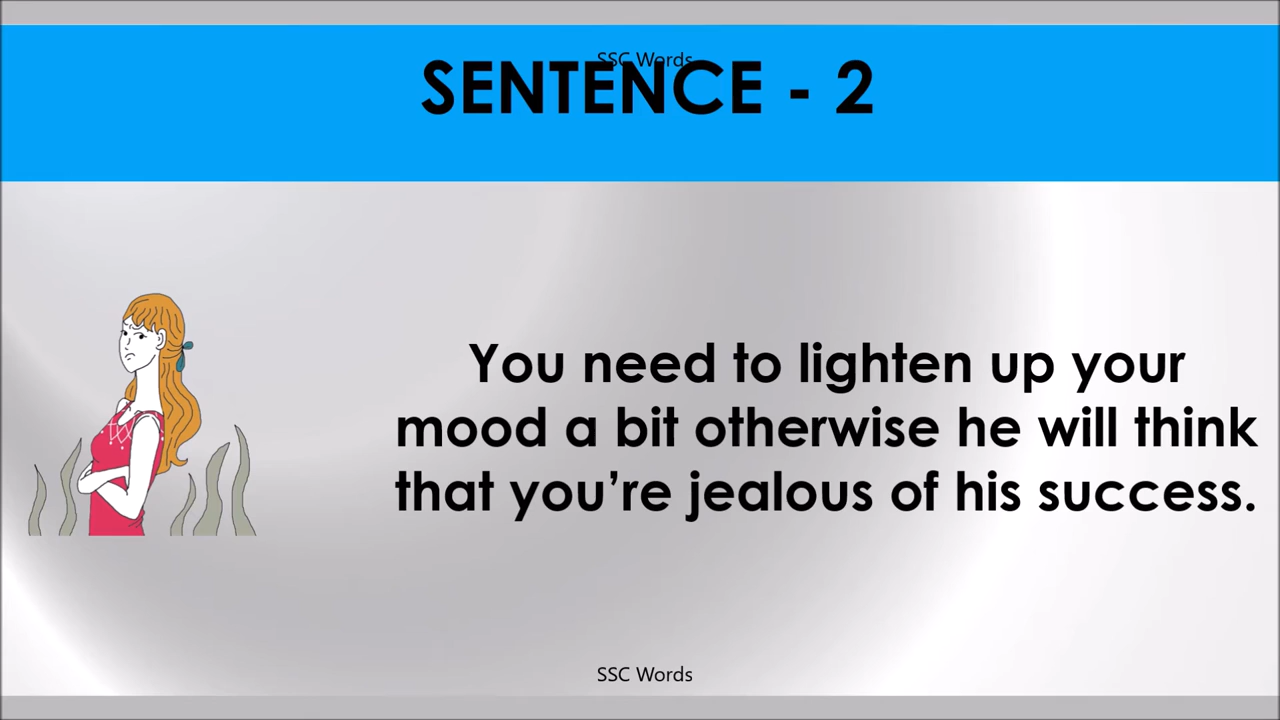 SSC Words
SENTENCE - 2
You need to lighten up your
mood a bit otherwise he will think
that you’re jealous of his success.
SSC Words